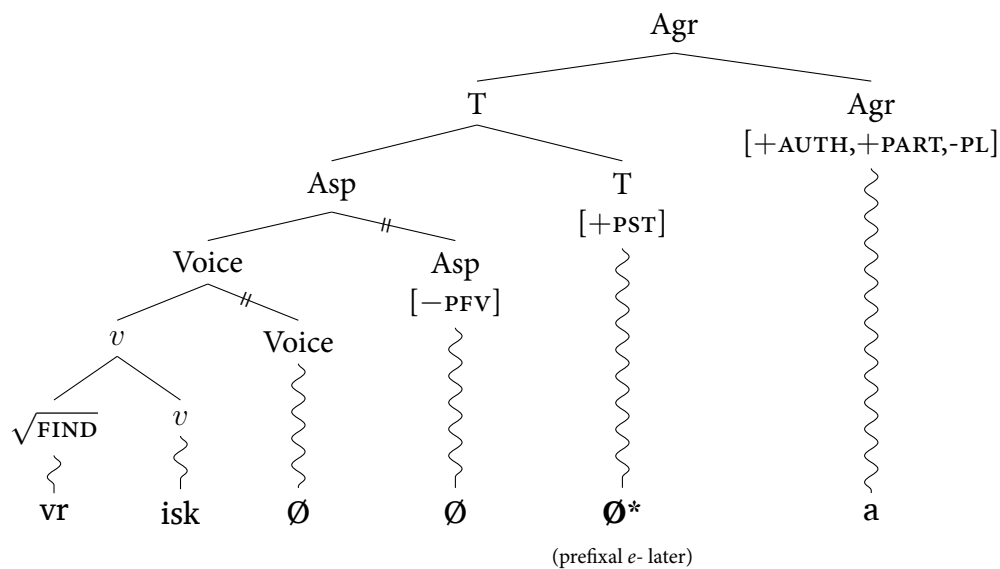 Agr
T Agr
[+AUTH,+PART,-PL]
Asp T
[+PST]
Voice Asp
[−PFV]
v Voice
√FIND v
vr isk Ø Ø Ø* a
(prefixal e- later)